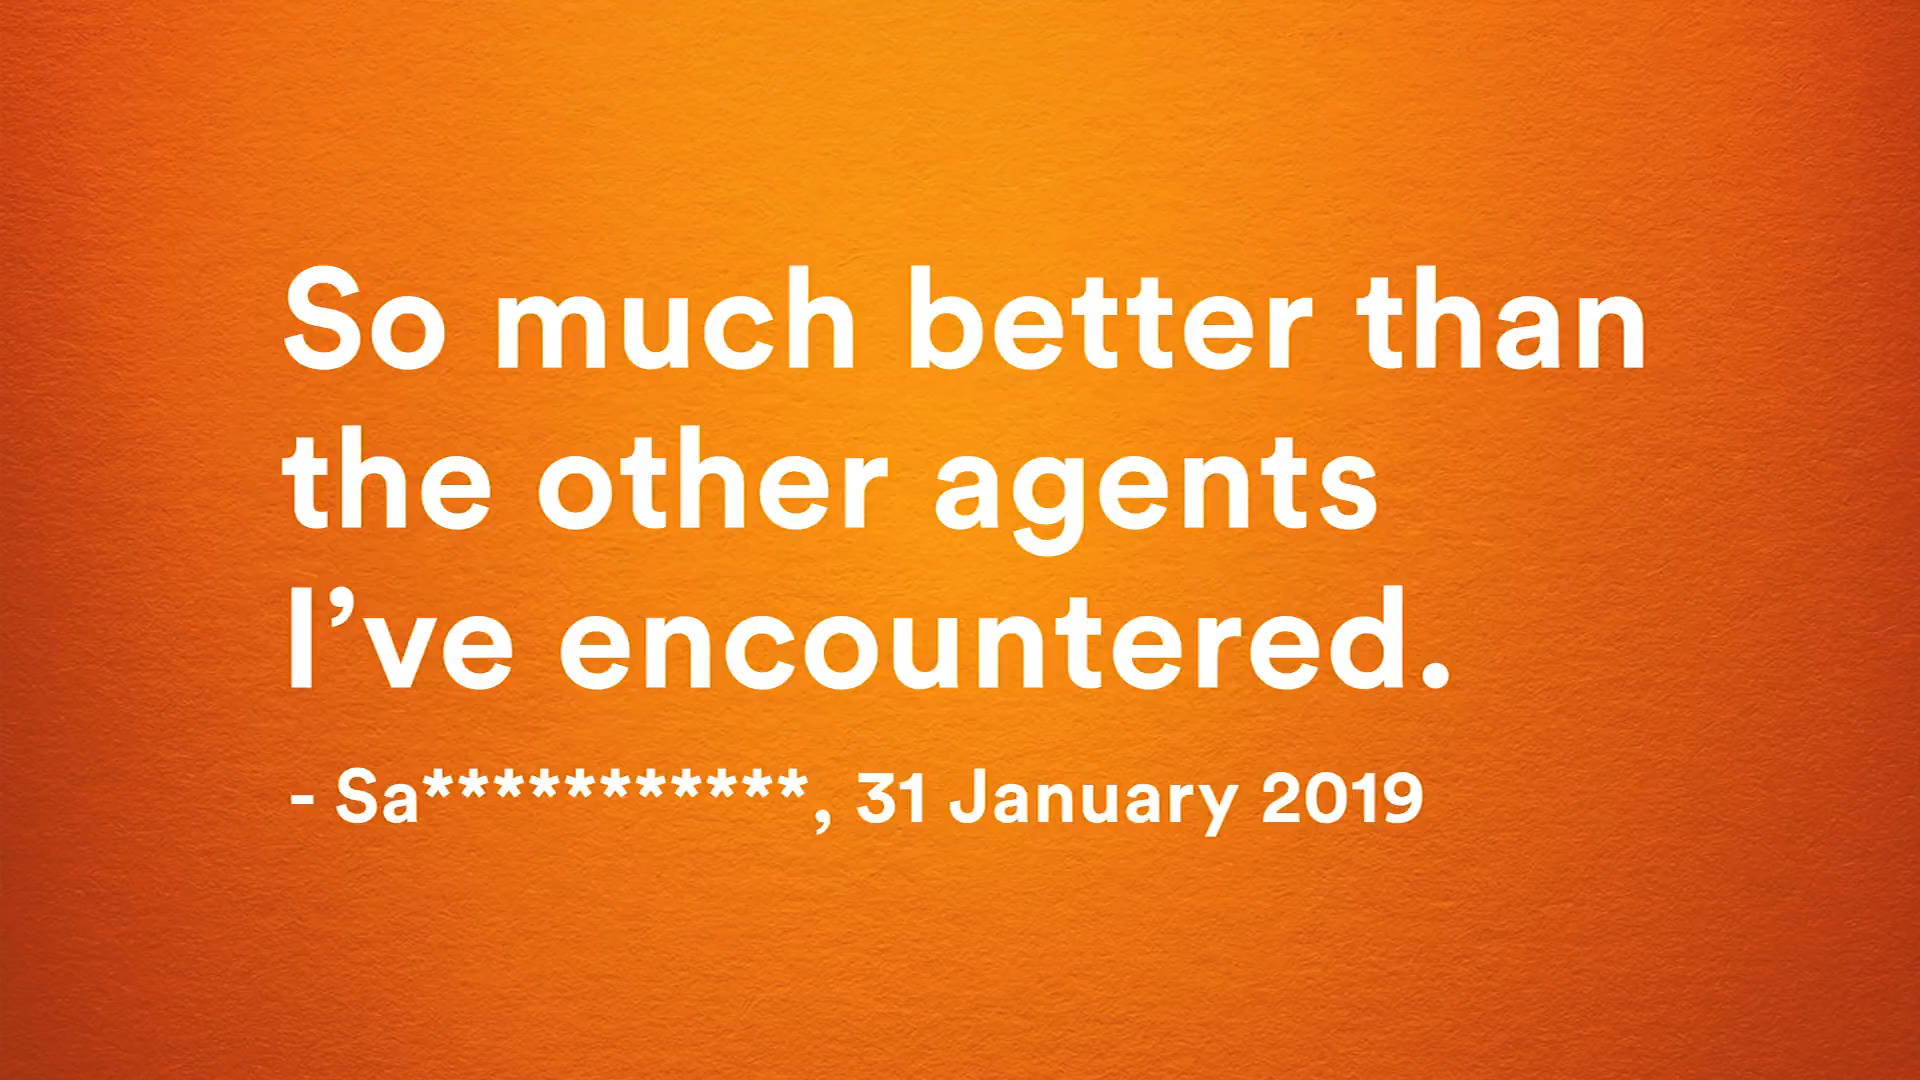 So much better than
the other agents
I’ve encountered.
- Sa***********, 31 January 2019